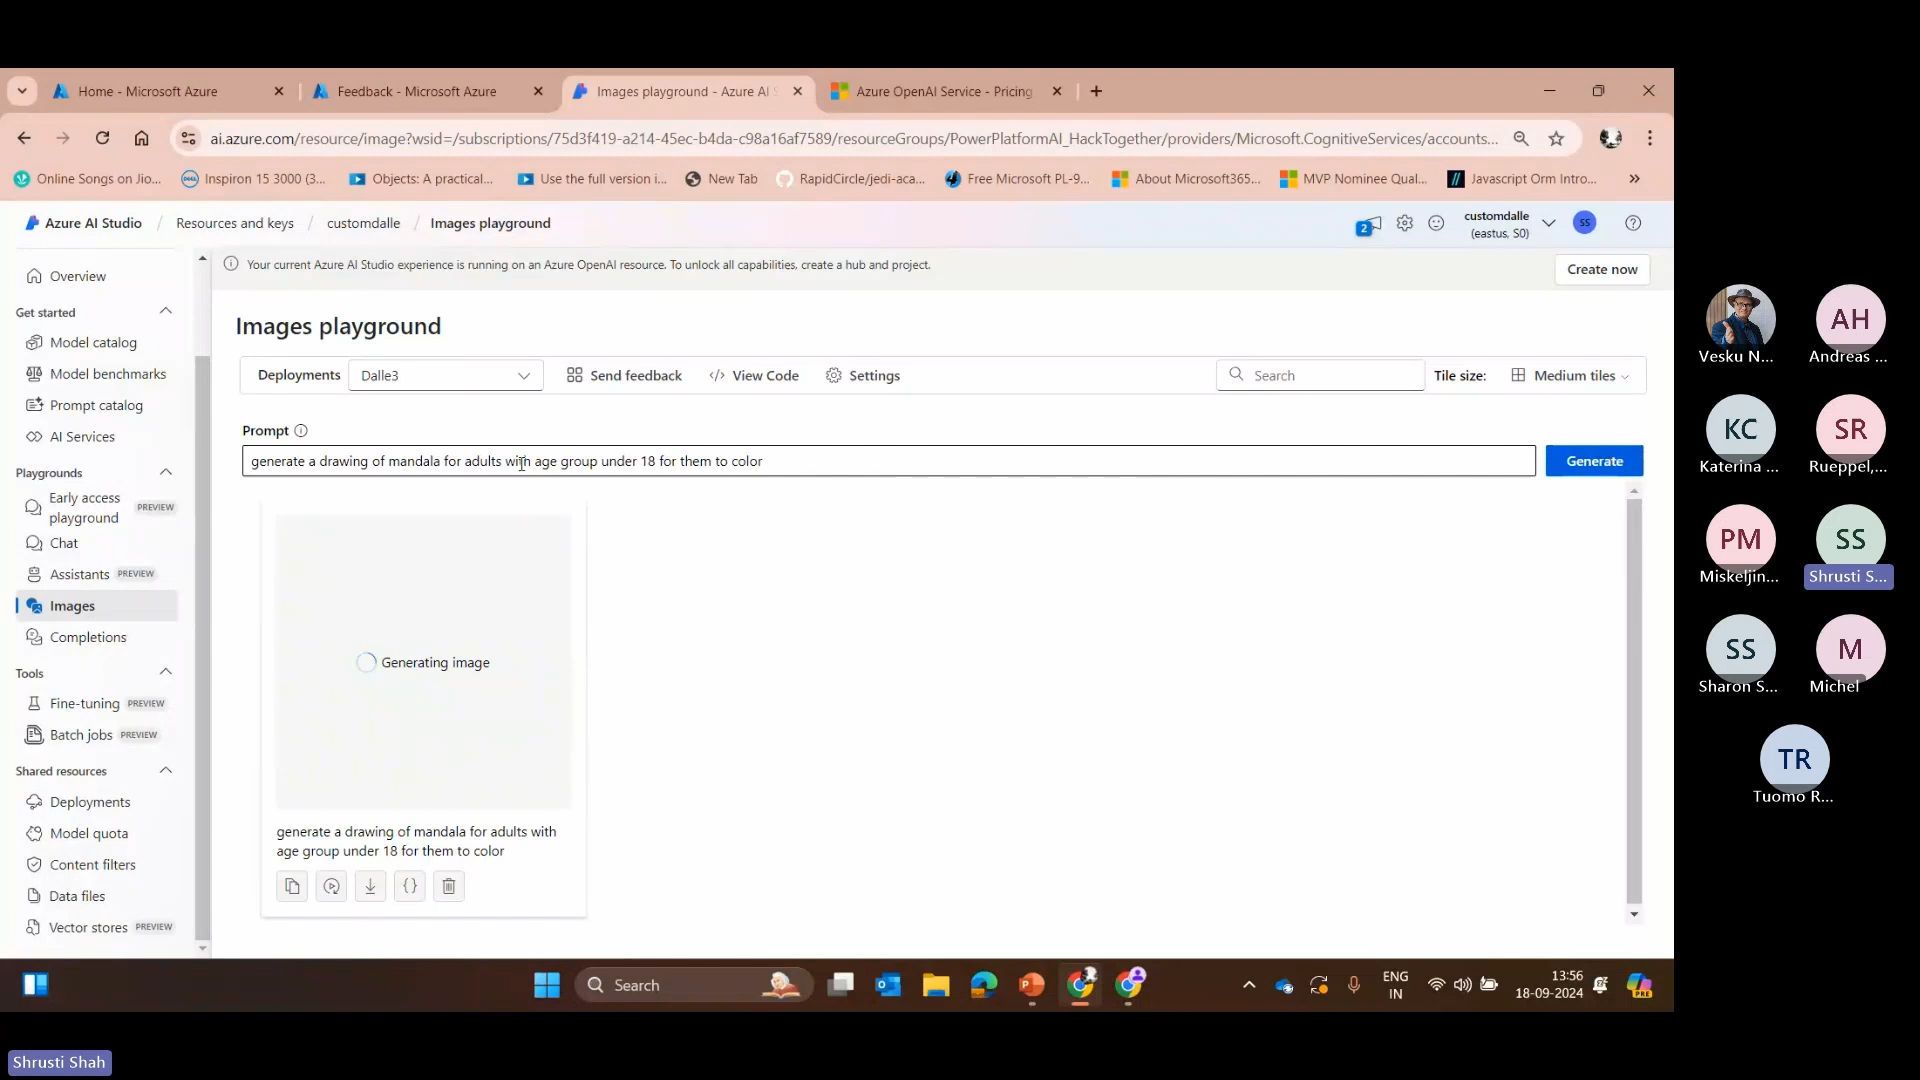 Home - Microsoft Azure
Feedback - Microsoft Azure
Images playground - Azure AI S
Azure OpenAI Service - Pricing
ai.azure.com/resource/image?wsid=/subscriptions/75d3f419-a214-45ec-b4da-c98a16af7589/resourceGroups/PowerPlatformAI_HackTogether/providers/Microsoft.CognitiveServices/accounts...
Online Songs on Jio...
Inspiron 15 3000 (3...
Objects: A practical...
Use the full version i...
New Tab
RapidCircle/jedi-aca...
Free Microsoft PL-9...
About Microsoft365...
MVP Nominee Qual...
Javascript Orm Intro...
Azure AI Studio / Resources and keys / customdalle / Images playground
2
customdalle
(eastus, S0)
SS
Your current Azure AI Studio experience is running on an Azure OpenAI resource. To unlock all capabilities, create a hub and project.
Create now
Overview
Get started
Model catalog
Model benchmarks
Prompt catalog
AI Services
Playgrounds
Early access playground PREVIEW
Chat
Assistants PREVIEW
Images
Completions
Tools
Fine-tuning PREVIEW
Batch jobs PREVIEW
Shared resources
Deployments
Model quota
Content filters
Data files
Vector stores PREVIEW
Images playground
Deployments
Dalle3
Send feedback
View Code
Settings
Search
Tile size:
Medium tiles
Prompt
generate a drawing of mandala for adults with age group under 18 for them to color
Generate
Generating image
generate a drawing of mandala for adults with
age group under 18 for them to color
Vesku N...
AH
Andreas ...
KC
Katerina ...
SR
Rueppel,...
PM
Miskeljin...
SS
Shrusti S...
SS
Sharon S...
M
Michel
TR
Tuomo R...
Search
ENG
IN
13:56
18-09-2024
PRE
Shrusti Shah